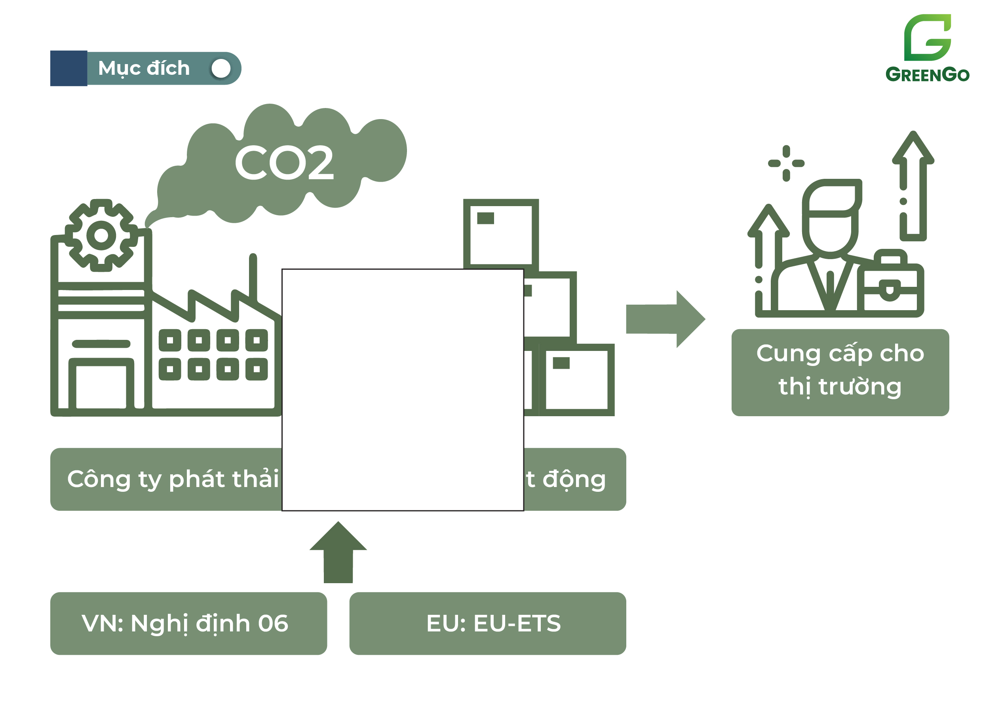 Mục đích
GREENGO
CO2
Cung cấp cho
thị trường
Công ty phát thải
động
VN: Nghị định 06
EU: EU-ETS